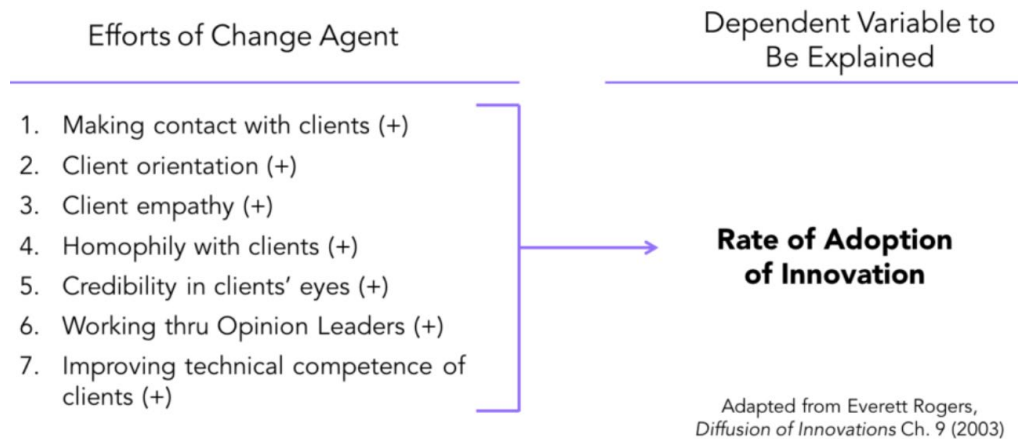 Efforts of Change Agent
Dependent Variable to
Be Explained
1. Making contact with clients (+)
2. Client orientation (+)
3. Client empathy (+)
4. Homophily with clients (+)
5. Credibility in clients’ eyes (+)
6. Working thru Opinion Leaders (+)
7. Improving technical competence of
clients (+)
Rate of Adoption
of Innovation
Adapted from Everett Rogers,
Diffusion of Innovations Ch. 9 (2003)